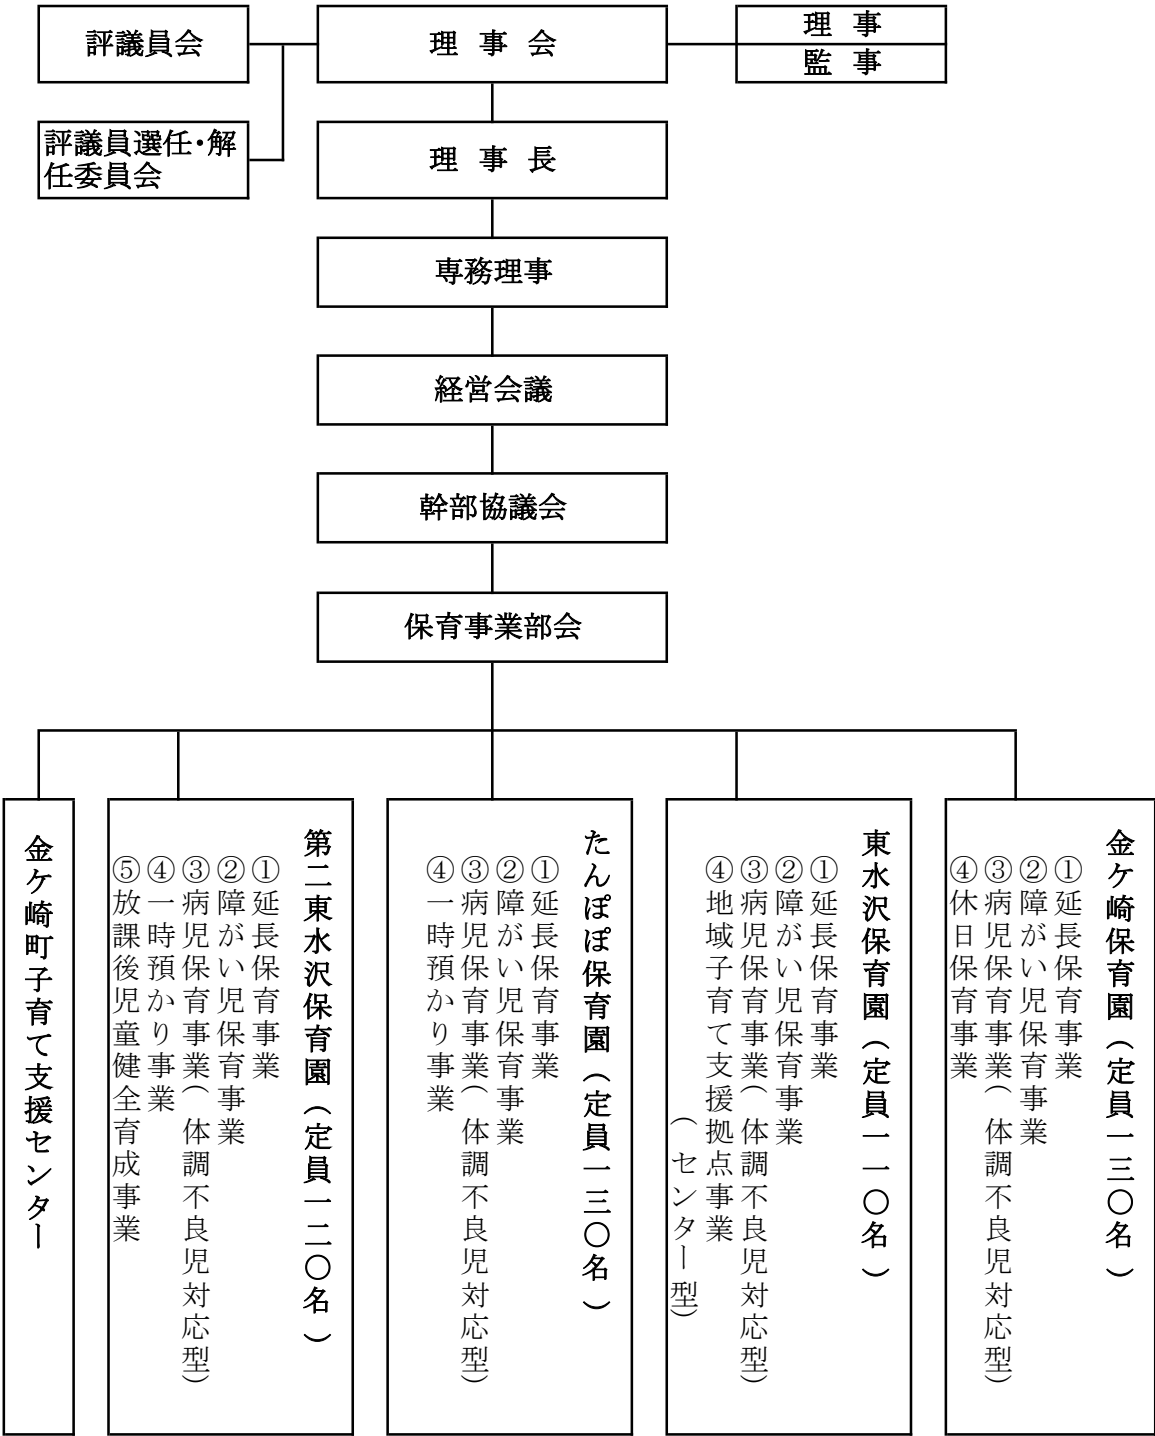 評議員会
理事会
理事
監事
評議員選任・解
任委員会
理事長
専務理事
経営会議
幹部協議会
保育事業部会
金ケ崎保育園（定員一三〇名）
①延長保育事業
②障がい児保育事業
③病児保育事業（体調不良児対応型）
④休日保育事業
東水沢保育園（定員一一〇名）
①延長保育事業
②障がい児保育事業
③病児保育事業（体調不良児対応型）
④地域子育て支援拠点事業
（センター型）
たんぽぽ保育園（定員一三〇名）
①延長保育事業
②障がい児保育事業
③病児保育事業（体調不良児対応型）
④一時預かり事業
第二東水沢保育園（定員一二〇名）
①延長保育事業
②障がい児保育事業
③病児保育事業（体調不良児対応型）
④一時預かり事業
⑤放課後児童健全育成事業
金ケ崎町子育て支援センター